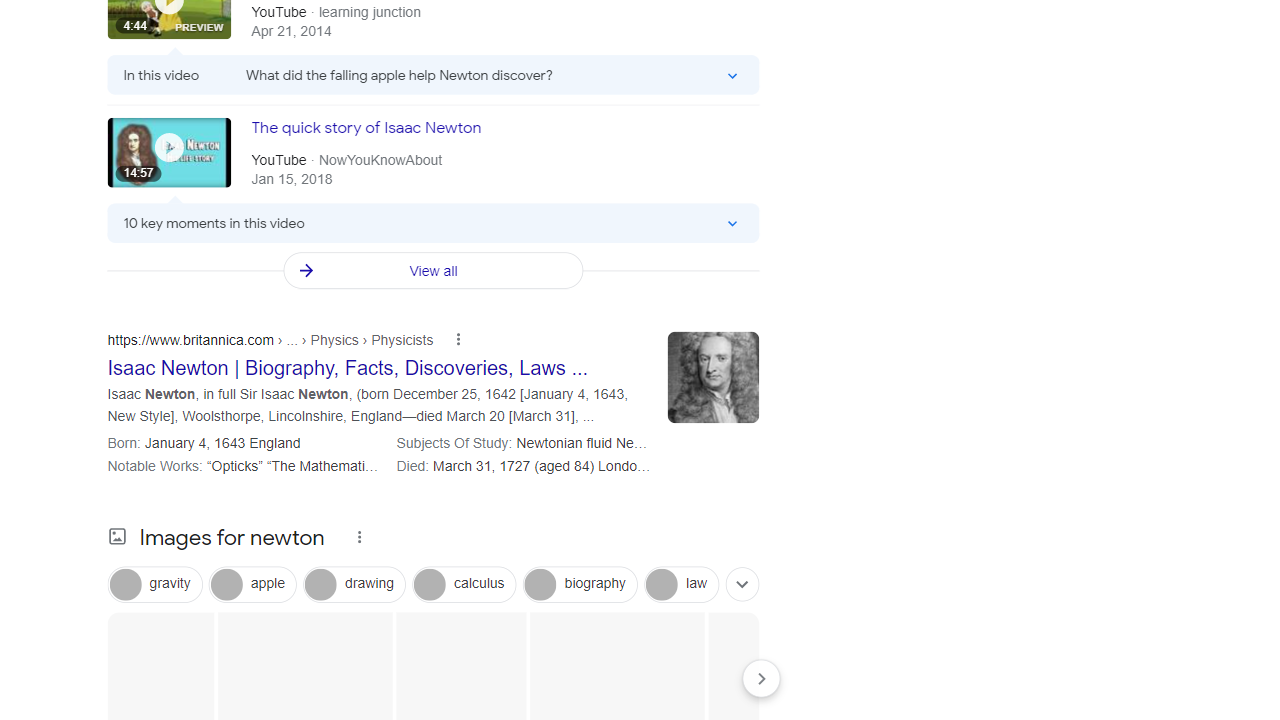 4:44
PREVIEW
YouTube · learning junction
Apr 21, 2014
In this video What did the falling apple help Newton discover?
The quick story of Isaac Newton
NEWTON
LIFE STORY
14:57
YouTube · NowYouKnowAbout
Jan 15, 2018
10 key moments in this video
View all
https://www.britannica.com › ... › Physics › Physicists
Isaac Newton | Biography, Facts, Discoveries, Laws ...
Isaac Newton, in full Sir Isaac Newton, (born December 25, 1642 [January 4, 1643,
New Style], Woolsthorpe, Lincolnshire, England—died March 20 [March 31], ...
Born: January 4, 1643 England Subjects Of Study: Newtonian fluid Ne...
Notable Works: “Opticks” “The Mathemati... Died: March 31, 1727 (aged 84) Londo...
Images for newton
gravity apple drawing calculus biography law